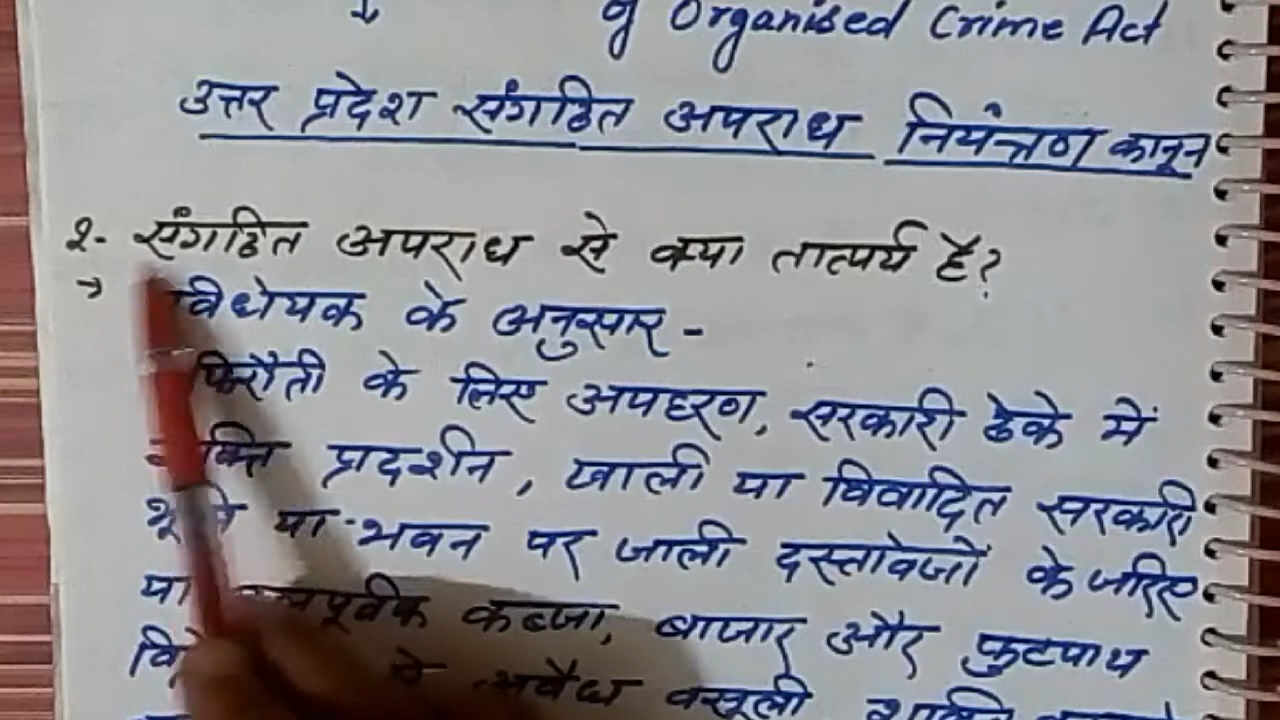 of Organised Crime Act
उत्तर प्रदेश संगठित अपराध नियंत्रण कानून
२- संगठित अपराध से क्या तात्पर्य है?
→ विधेयक के अनुसार -
फिरौती के लिए अपहरण, सरकारी ठेके में
प्रदर्शन, खाली या विवादित सरकारी
या भवन पर जाली दस्तावेजों के जरिए
या कब्जा, बाजार और फुटपाथ
अवैध वसूली